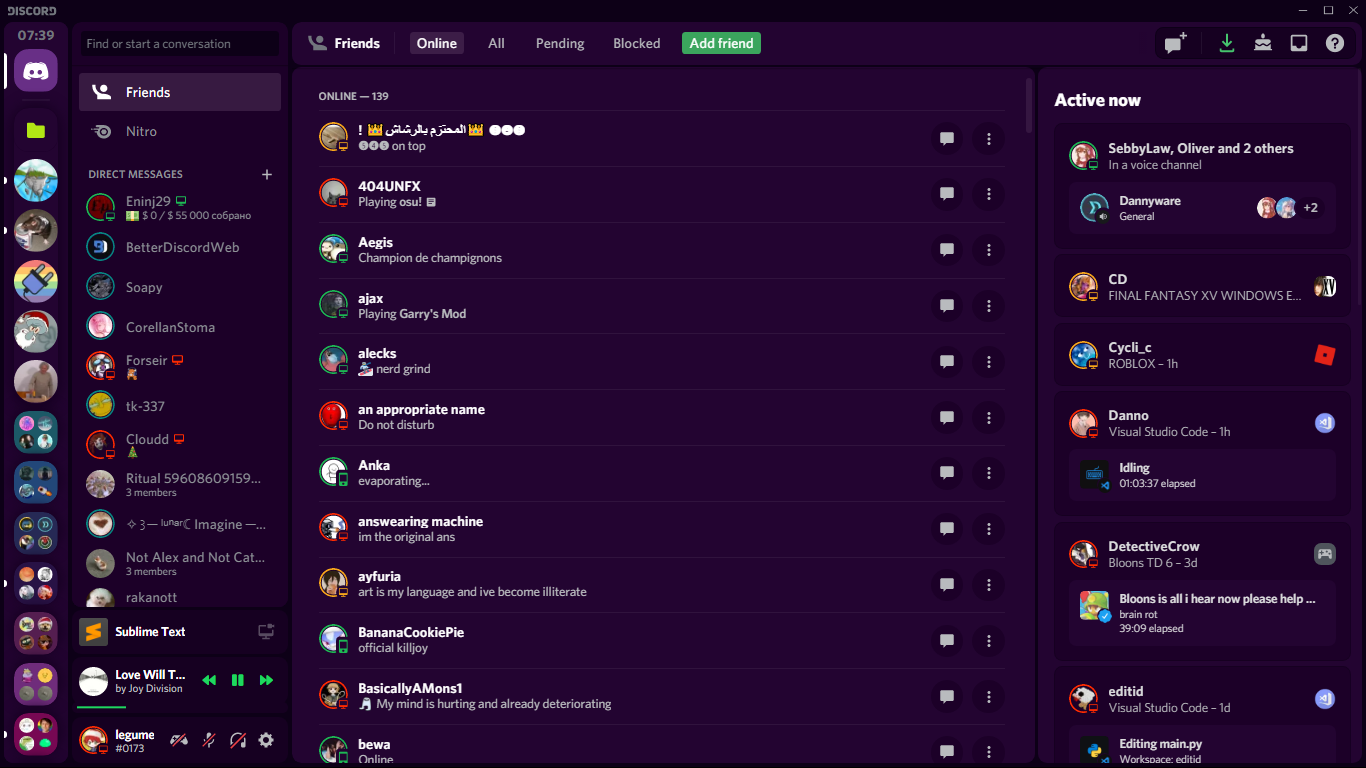 DISCORD
07:39
Find or start a conversation
Friends
Nitro
DIRECT MESSAGES
Eninj29
💵 $ 0 / $ 55 000 собрано
BetterDiscordWeb
Soapy
CorellanStoma
Forseir
tk-337
Cloudd
🎄
Ritual 59608609159...
3 members
✧ ꒱ — ˡᵘⁿᵃʳ☾ Imagine —...
Not Alex and Not Cat...
3 members
rakanott
Sublime Text
Love Will T...
by Joy Division
legume
#0173
Friends
Online
All
Pending
Blocked
Add friend
ONLINE — 139
! 👑 المحتزم بالرشاش 👑
❺❹❺ on top
404UNFX
Playing osu!
Aegis
Champion de champignons
ajax
Playing Garry's Mod
alecks
nerd grind
an appropriate name
Do not disturb
Anka
evaporating...
answearing machine
im the original ans
ayfuria
art is my language and ive become illiterate
BananaCookiePie
official killjoy
BasicallyAMons1
My mind is hurting and already deteriorating
bewa
Online
Active now
SebbyLaw, Oliver and 2 others
In a voice channel
Dannyware
General
+2
CD
FINAL FANTASY XV WINDOWS E...
Cycli_c
ROBLOX – 1h
Danno
Visual Studio Code – 1h
Idling
01:03:37 elapsed
DetectiveCrow
Bloons TD 6 – 3d
Bloons is all i hear now please help ...
brain rot
39:09 elapsed
editid
Visual Studio Code – 1d
Editing main.py
Workspace: editid